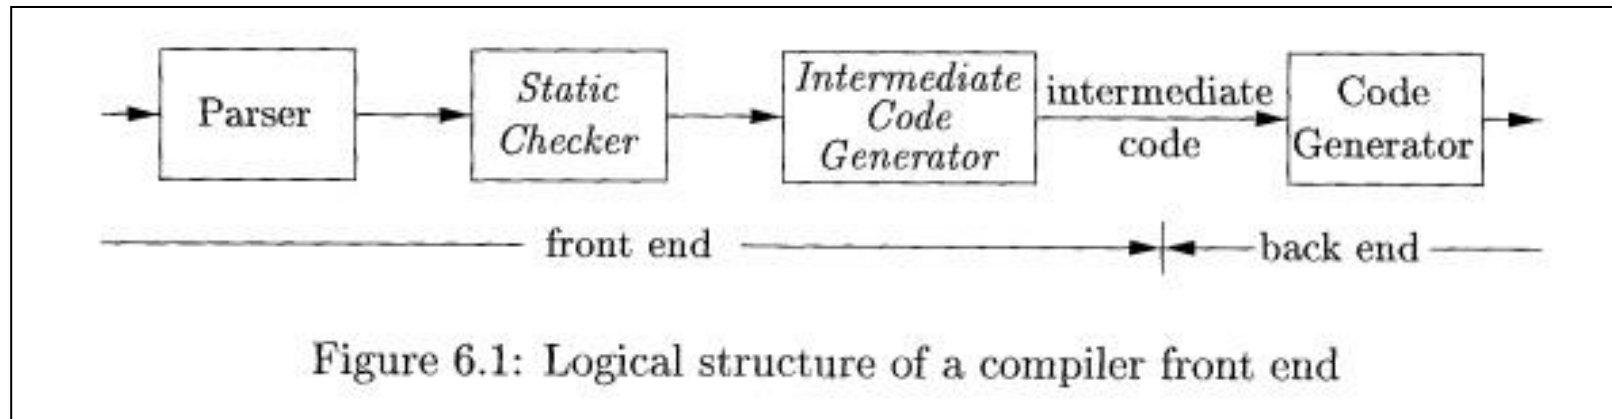 Parser
Static
Checker
Intermediate
Code
Generator
intermediate
code
Code
Generator
front end
back end
Figure 6.1: Logical structure of a compiler front end